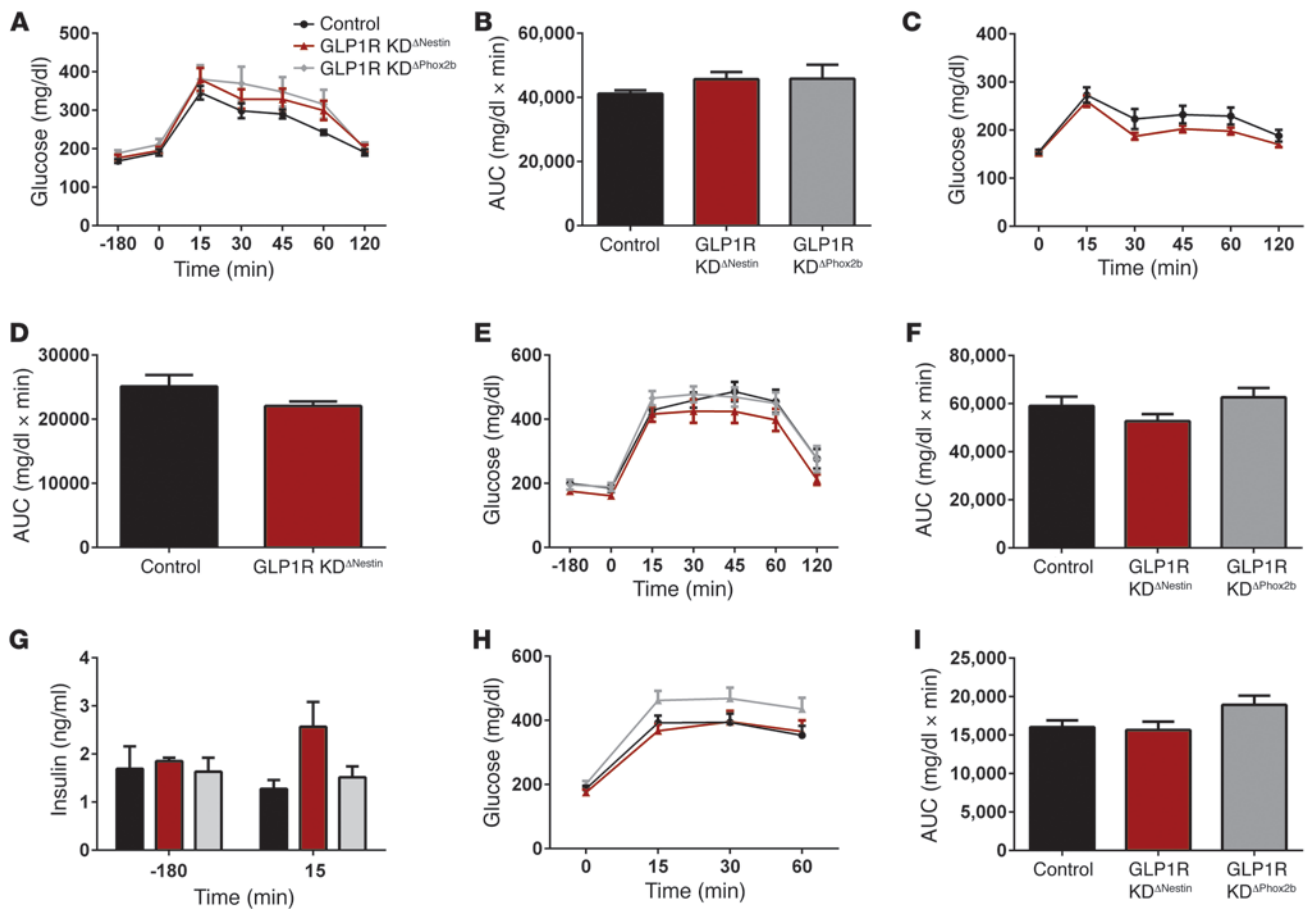 A
Control
GLP1R KDΔNestin
GLP1R KDΔPhox2b
500
400
300
200
100
0
Glucose (mg/dl)
-180 0 15 30 45 60 120
Time (min)
B
60,000
40,000
20,000
0
AUC (mg/dl × min)
Control
GLP1R
KDΔNestin
GLP1R
KDΔPhox2b
C
400
300
200
100
0
Glucose (mg/dl)
0 15 30 45 60 120
Time (min)
D
30000
20000
10000
0
AUC (mg/dl × min)
Control
GLP1R KDΔNestin
E
600
400
200
0
Glucose (mg/dl)
-180 0 15 30 45 60 120
Time (min)
F
80,000
60,000
40,000
20,000
0
AUC (mg/dl × min)
Control
GLP1R
KDΔNestin
GLP1R
KDΔPhox2b
G
4
3
2
1
0
Insulin (ng/ml)
-180 15
Time (min)
H
600
400
200
0
Glucose (mg/dl)
0 15 30 60
Time (min)
I
25,000
20,000
15,000
10,000
5,000
0
AUC (mg/dl × min)
Control
GLP1R
KDΔNestin
GLP1R
KDΔPhox2b